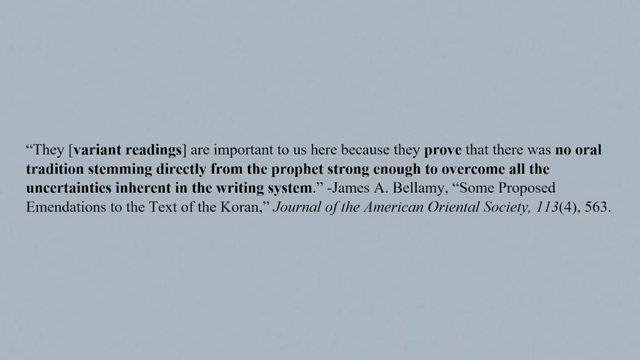 “They [variant readings] are important to us here because they prove that there was no oral
tradition stemming directly from the prophet strong enough to overcome all the
uncertainties inherent in the writing system.” -James A. Bellamy, “Some Proposed
Emendations to the Text of the Koran,” Journal of the American Oriental Society, 113(4), 563.